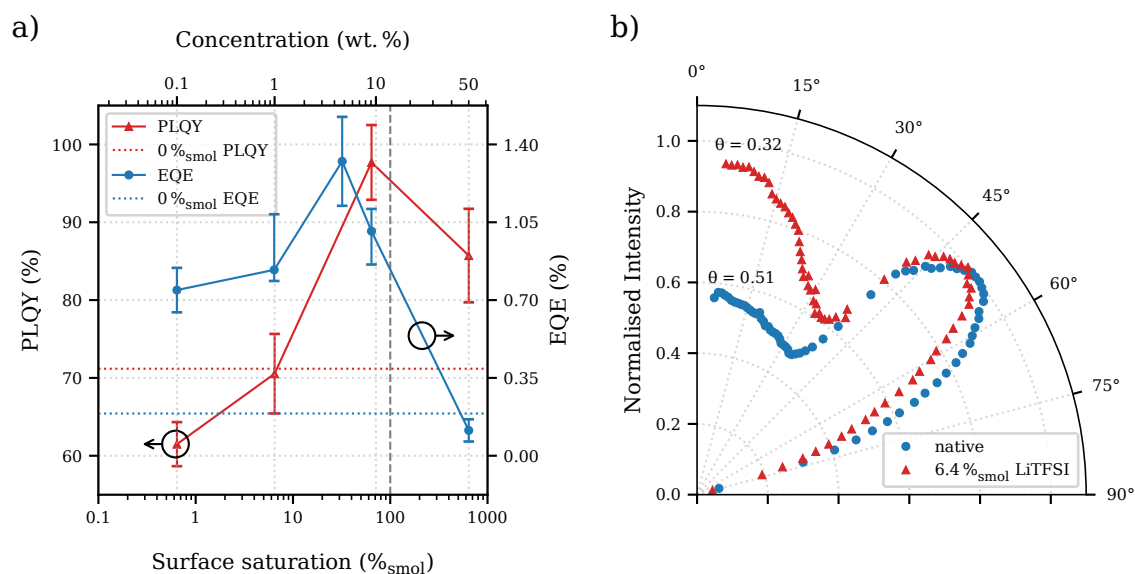 a)
Concentration (wt. %)
0.1 1 10 50
PLQY
0 %smol PLQY
EQE
0 %smol EQE
100
90
80
70
60
PLQY (%)
1.40
1.05
0.70
0.35
0.00
EQE (%)
0.1 1 10 100 1000
Surface saturation (%smol)
b)
0° 15° 30° 45° 60° 75° 90°
θ = 0.32
θ = 0.51
1.0
0.8
0.6
0.4
0.2
0.0
Normalised Intensity
native
6.4 %smol LiTFSI